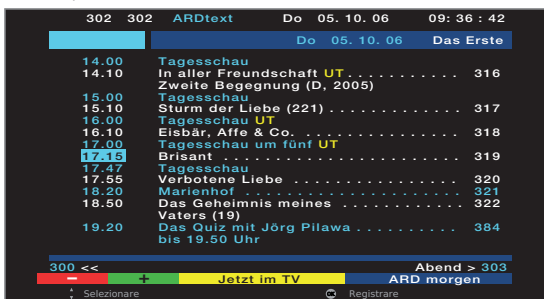 302 302 ARDtext Do 05. 10. 06 09: 36 : 42
Do 05. 10. 06 Das Erste
14.00 Tagesschau
14.10 In aller Freundschaft UT. . . . . . . . . . . 316
Zweite Begegnung (D, 2005)
15.00 Tagesschau
15.10 Sturm der Liebe (221) . . . . . . . . . . . . 317
16.00 Tagesschau UT
16.10 Eisbär, Affe & Co. . . . . . . . . . . . . . . 318
17.00 Tagesschau um fünf UT
17.15 Brisant . . . . . . . . . . . . . . . . . . . . . 319
17.47 Tagesschau
17.55 Verbotene Liebe . . . . . . . . . . . . . . 320
18.20 Marienhof . . . . . . . . . . . . . . . . . . . 321
18.50 Das Geheimnis meines . . . . . . . . . . 322
Vaters (19)
19.20 Das Quiz mit Jörg Pilawa . . . . . . . . . 384
bis 19.50 Uhr
300 << Abend > 303
− + Jetzt im TV ARD morgen
Selezionare Registrare